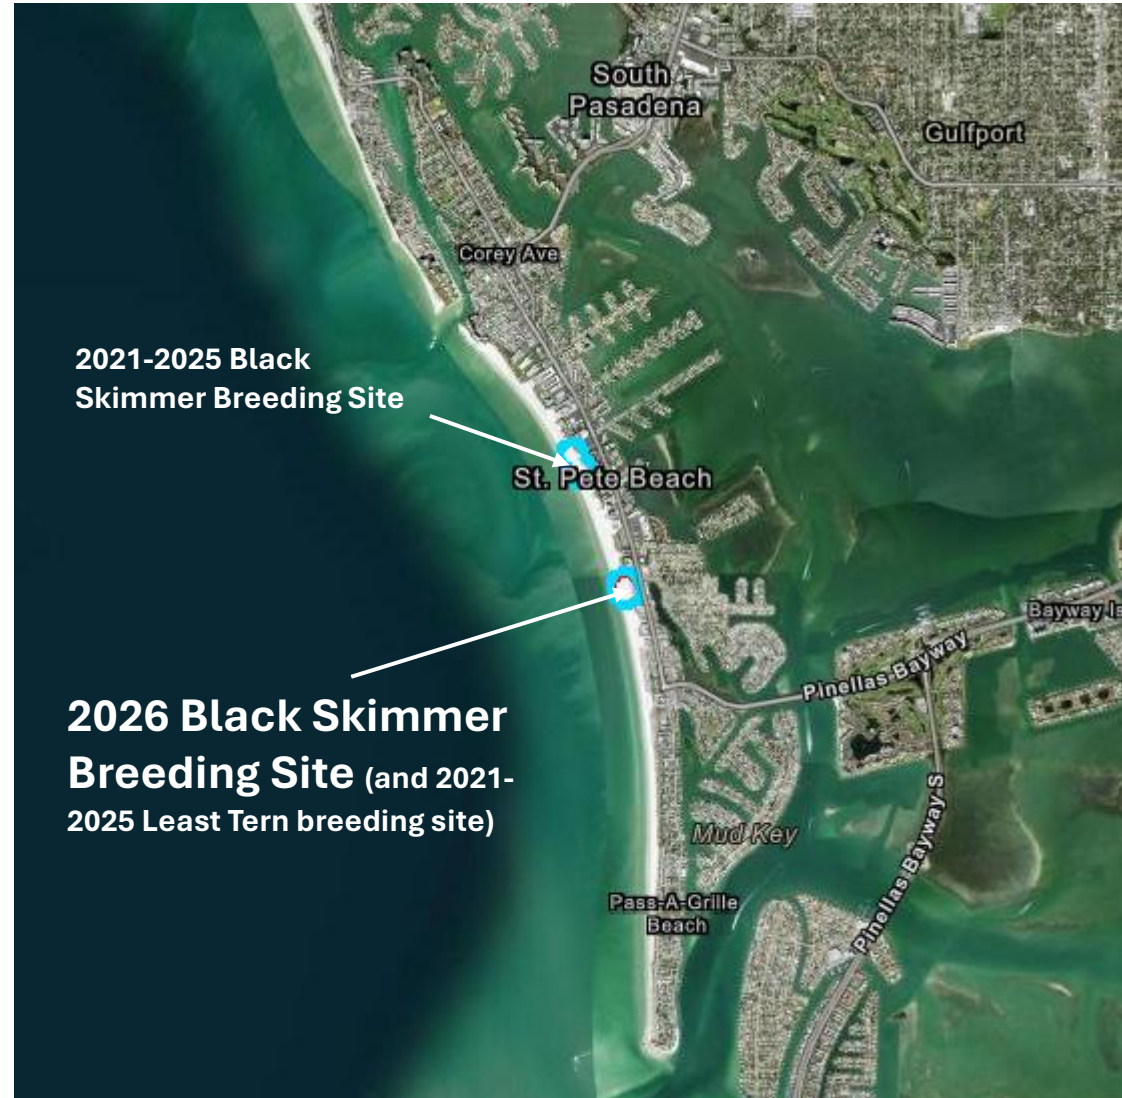 South
Pasadena
Gulfport
Corey Ave
2021-2025 Black
Skimmer Breeding Site
St. Pete Beach
Bayway Is
Pinellas Bayway
2026 Black Skimmer
Breeding Site (and 2021-
2025 Least Tern breeding site)
Mud Key
Pinellas Bayway S
Pass-A-Grille
Beach